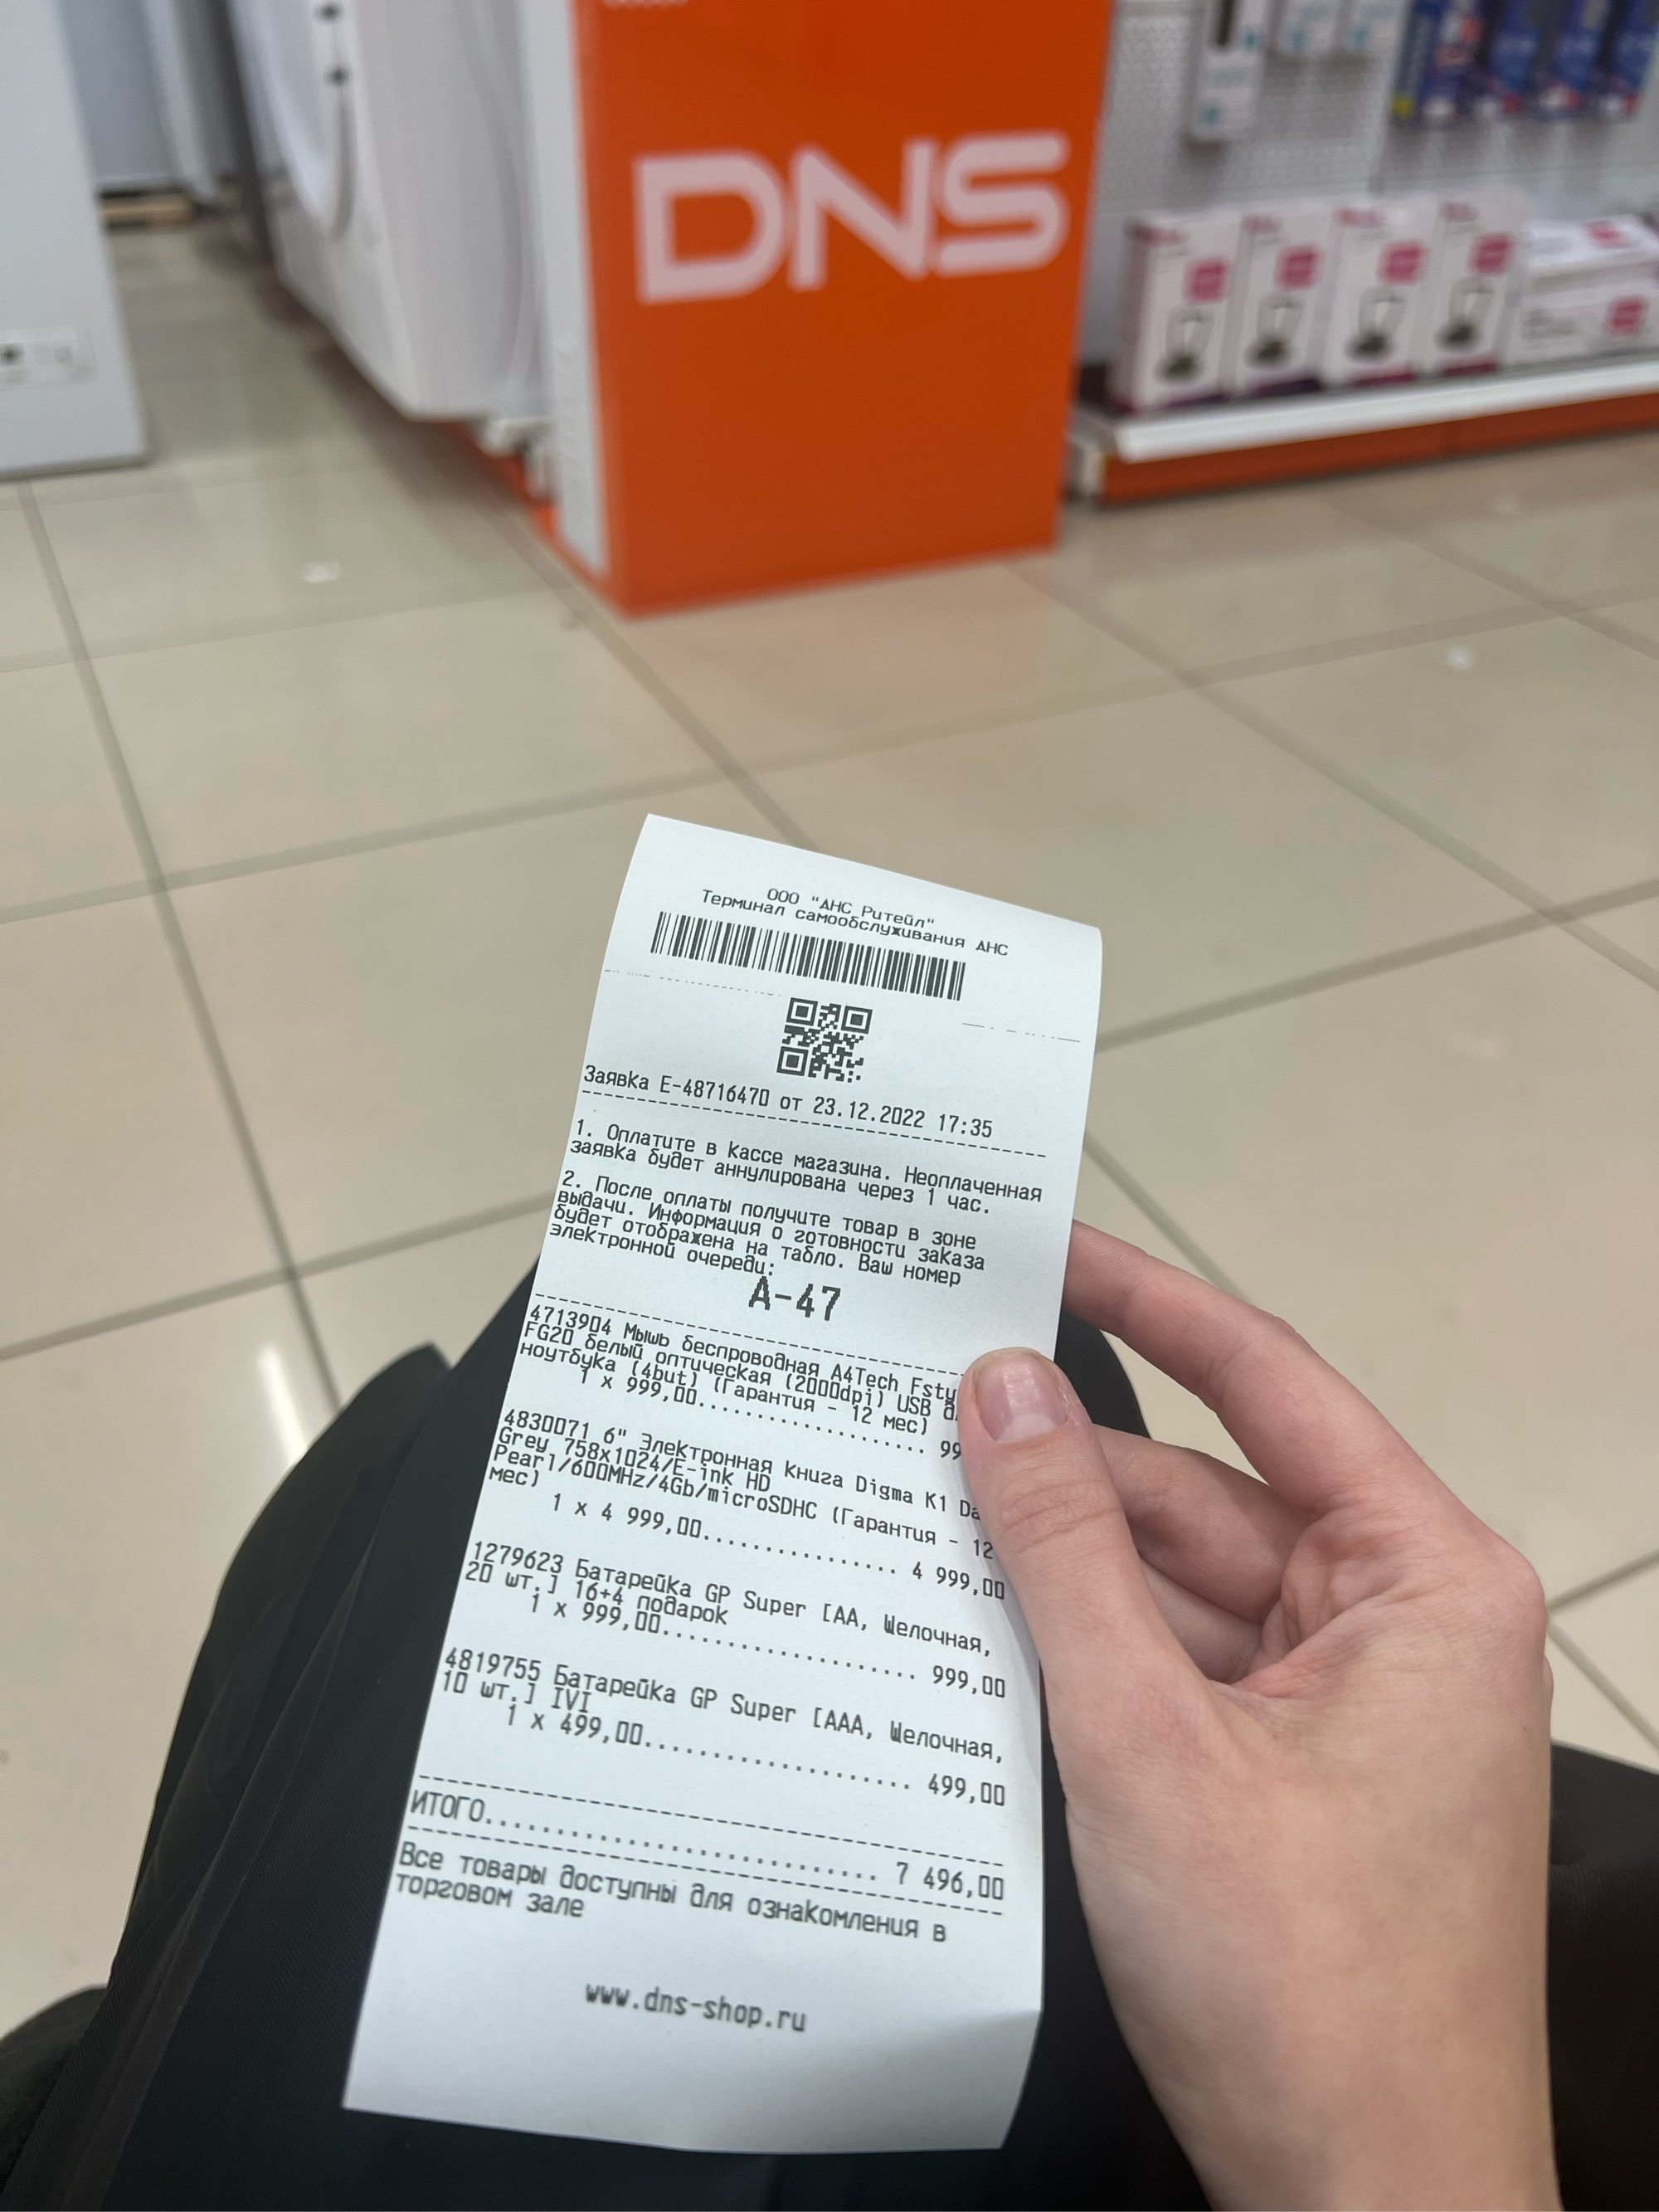 DNS
ООО "ДНС Ритейл"
Терминал самообслуживания ДНС
Заявка Е-48716470 от 23.12.2022 17:35
1. Оплатите в кассе магазина. Неоплаченная
заявка будет аннулирована через 1 час.
2. После оплаты получите товар в зоне
выдачи. Информация о готовности заказа
будет отображена на табло. Ваш номер
электронной очереди:
А-47
4713904 Мышь беспроводная A4Tech Fsty
FG20 белый оптическая (2000dpi) USB д
ноутбука (4but) (Гарантия - 12 мес)
1 x 999,00.................... 99
4830071 6" Электронная книга Digma K1 Da
Grey 758x1024/E-ink HD
Pearl/600MHz/4Gb/microSDHC (Гарантия - 12
мес)
1 x 4 999,00................. 4 999,00
1279623 Батарейка GP Super [AA, Щелочная,
20 шт.] 16+4 подарок
1 x 999,00...................... 999,00
4819755 Батарейка GP Super [AAA, Щелочная,
10 шт.] IVI
1 x 499,00....................... 499,00
ИТОГО.................................. 7 496,00
Все товары доступны для ознакомления в
торговом зале
www.dns-shop.ru